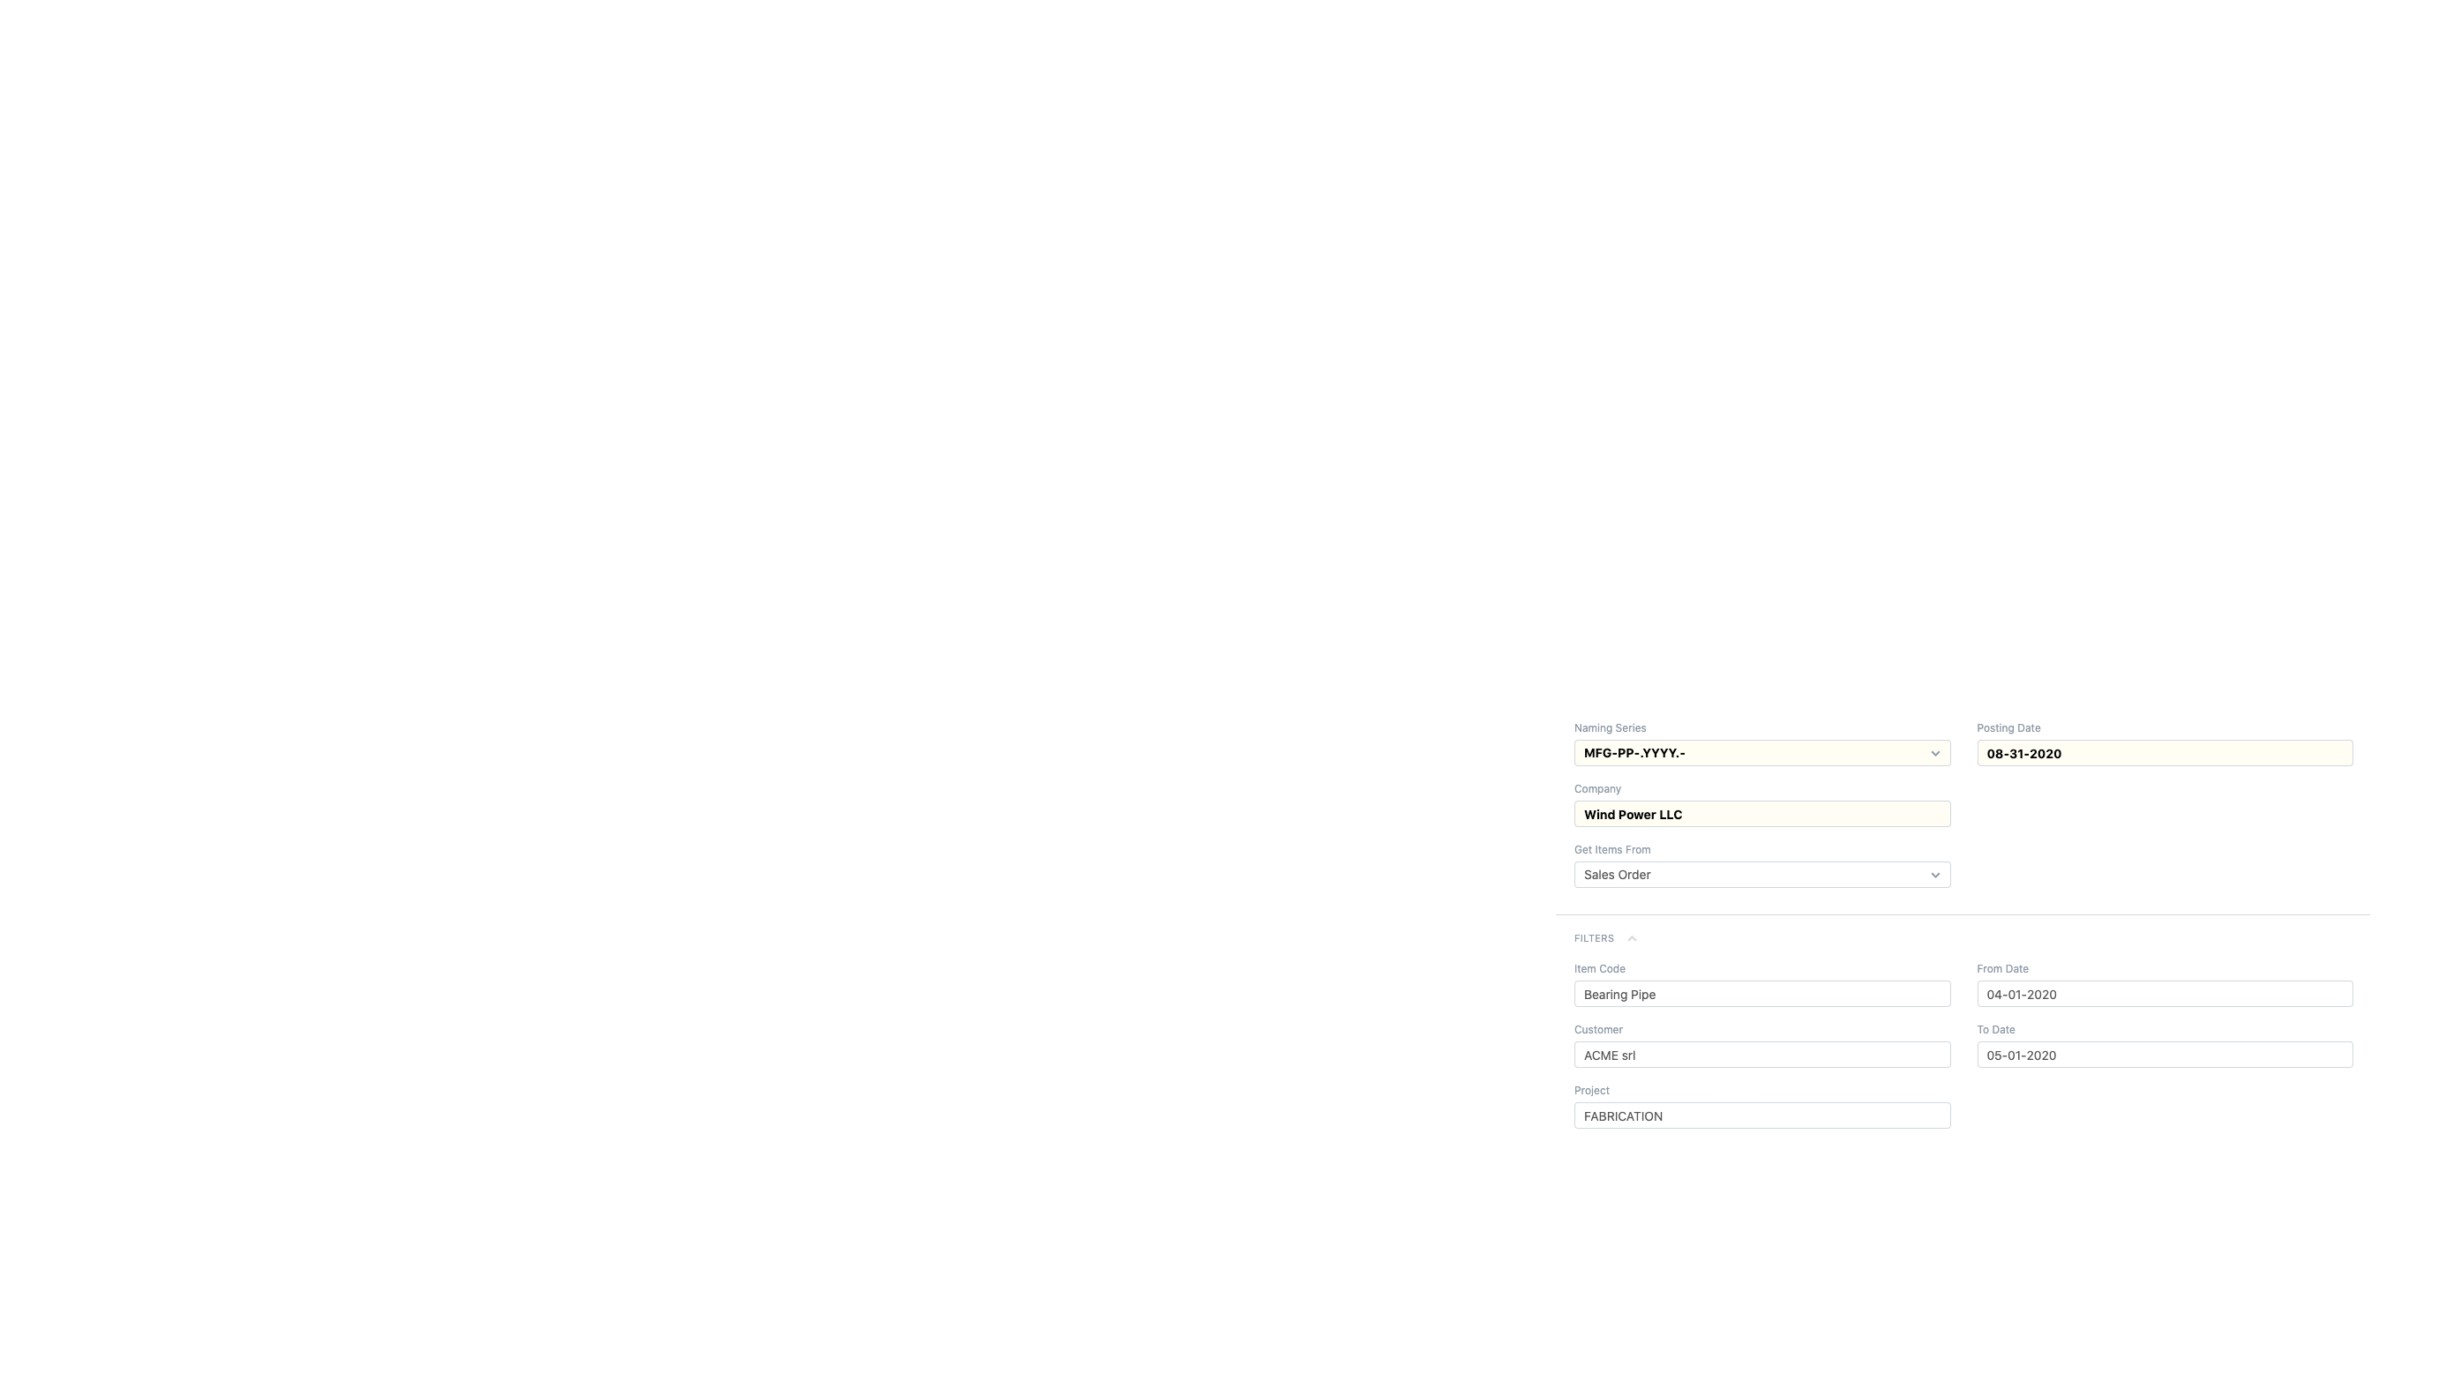 Naming Series
MFG-PP-.YYYY.-
Posting Date
08-31-2020
Company
Wind Power LLC
Get Items From
Sales Order
FILTERS
Item Code
Bearing Pipe
From Date
04-01-2020
Customer
ACME srl
To Date
05-01-2020
Project
FABRICATION